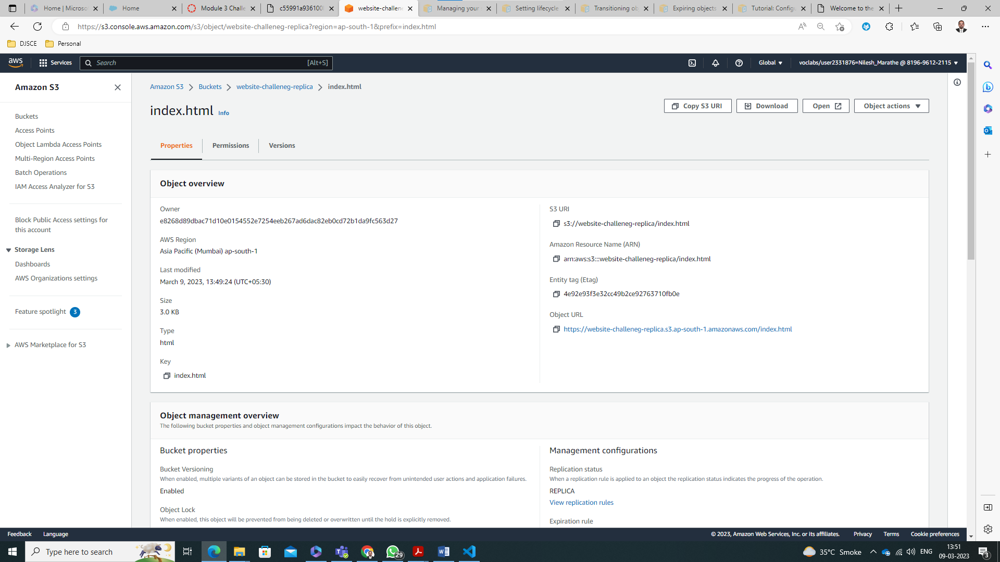 Home | Microso
Home
Module 3 Challe
c55991a936100
website-challene
Managing your
Setting lifecycle
Transitioning ob
Expiring objects
Tutorial: Configu
Welcome to the
https://s3.console.aws.amazon.com/s3/object/website-challeneg-replica?region=ap-south-1&prefix=index.html
DJSCE
Personal
aws
Services
Search
[Alt+S]
Global
voclabs/user2331876=Nilesh_Marathe @ 8196-9612-2115
Amazon S3
Buckets
Access Points
Object Lambda Access Points
Multi-Region Access Points
Batch Operations
IAM Access Analyzer for S3
Block Public Access settings for
this account
Storage Lens
Dashboards
AWS Organizations settings
Feature spotlight 3
AWS Marketplace for S3
Amazon S3 > Buckets > website-challeneg-replica > index.html
index.html Info
Copy S3 URI
Download
Open
Object actions
Properties
Permissions
Versions
Object overview
Owner
e8268d89dbac71d10e0154552e7254eeb267ad6dac82eb0cd72b1da9fc563d27
AWS Region
Asia Pacific (Mumbai) ap-south-1
Last modified
March 9, 2023, 13:49:24 (UTC+05:30)
Size
3.0 KB
Type
html
Key
index.html
S3 URI
s3://website-challeneg-replica/index.html
Amazon Resource Name (ARN)
arn:aws:s3:::website-challeneg-replica/index.html
Entity tag (Etag)
4e92e93f3e32cc49b2ce92763710fb0e
Object URL
https://website-challeneg-replica.s3.ap-south-1.amazonaws.com/index.html
Object management overview
The following bucket properties and object management configurations impact the behavior of this object.
Bucket properties
Bucket Versioning
When enabled, multiple variants of an object can be stored in the bucket to easily recover from unintended user actions and application failures.
Enabled
Object Lock
When enabled, this object will be prevented from being deleted or overwritten until the hold is explicitly removed.
Management configurations
Replication status
When a replication rule is applied to an object the replication status indicates the progress of the operation.
REPLICA
View replication rules
Expiration rule
Feedback
Language
© 2023, Amazon Web Services, Inc. or its affiliates.
Privacy
Terms
Cookie preferences
Type here to search
29
35°C Smoke
ENG
13:51
09-03-2023
3